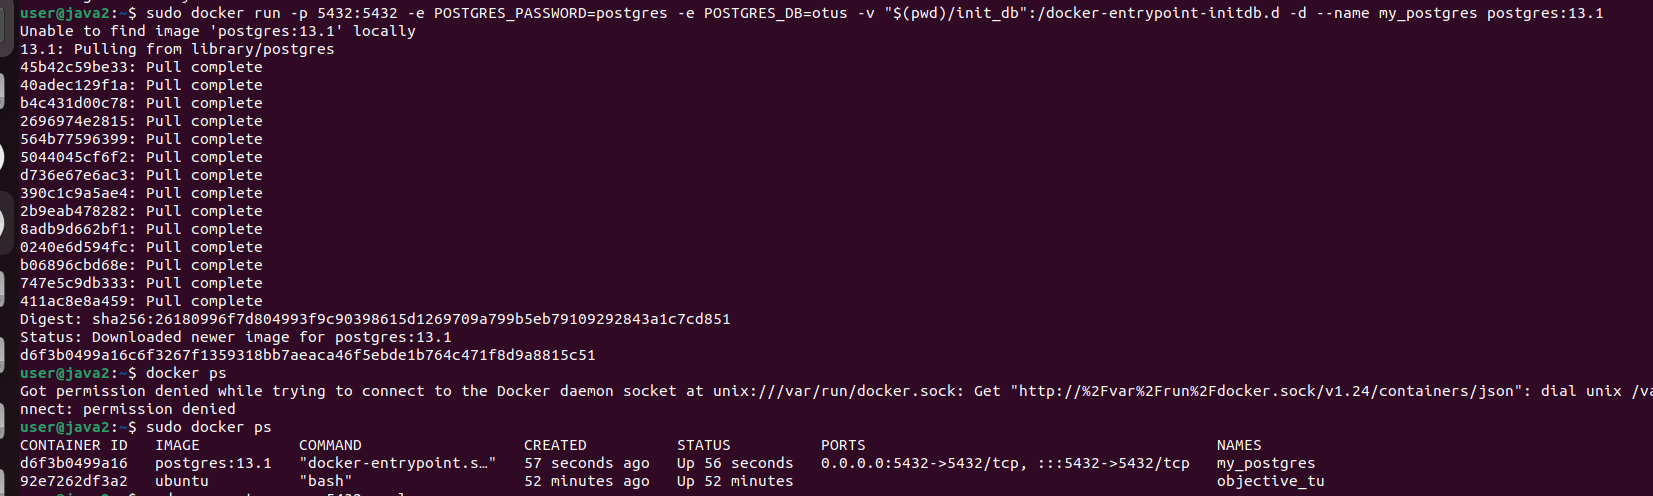 user@java2:~$ sudo docker run -p 5432:5432 -e POSTGRES_PASSWORD=postgres -e POSTGRES_DB=otus -v "$(pwd)/init_db":/docker-entrypoint-initdb.d -d --name my_postgres postgres:13.1
Unable to find image 'postgres:13.1' locally
13.1: Pulling from library/postgres
45b42c59be33: Pull complete
40adec129f1a: Pull complete
b4c431d00c78: Pull complete
2696974e2815: Pull complete
564b77596399: Pull complete
5044045cf6f2: Pull complete
d736e67e6ac3: Pull complete
390c1c9a5ae4: Pull complete
2b9eab478282: Pull complete
8adb9d662bf1: Pull complete
0240e6d594fc: Pull complete
b06896cbd68e: Pull complete
747e5c9db333: Pull complete
411ac8e8a459: Pull complete
Digest: sha256:26180996f7d804993f9c90398615d1269709a799b5eb79109292843a1c7cd851
Status: Downloaded newer image for postgres:13.1
d6f3b0499a16c6f3267f1359318bb7aeaca46f5ebde1b764c471f8d9a8815c51
user@java2:~$ docker ps
Got permission denied while trying to connect to the Docker daemon socket at unix:///var/run/docker.sock: Get "http://%2Fvar%2Frun%2Fdocker.sock/v1.24/containers/json": dial unix /va
nnect: permission denied
user@java2:~$ sudo docker ps
CONTAINER ID   IMAGE           COMMAND                  CREATED          STATUS          PORTS                                       NAMES
d6f3b0499a16   postgres:13.1   "docker-entrypoint.s…"   57 seconds ago   Up 56 seconds   0.0.0.0:5432->5432/tcp, :::5432->5432/tcp   my_postgres
92e7262df3a2   ubuntu          "bash"                   52 minutes ago   Up 52 minutes                                               objective_tu